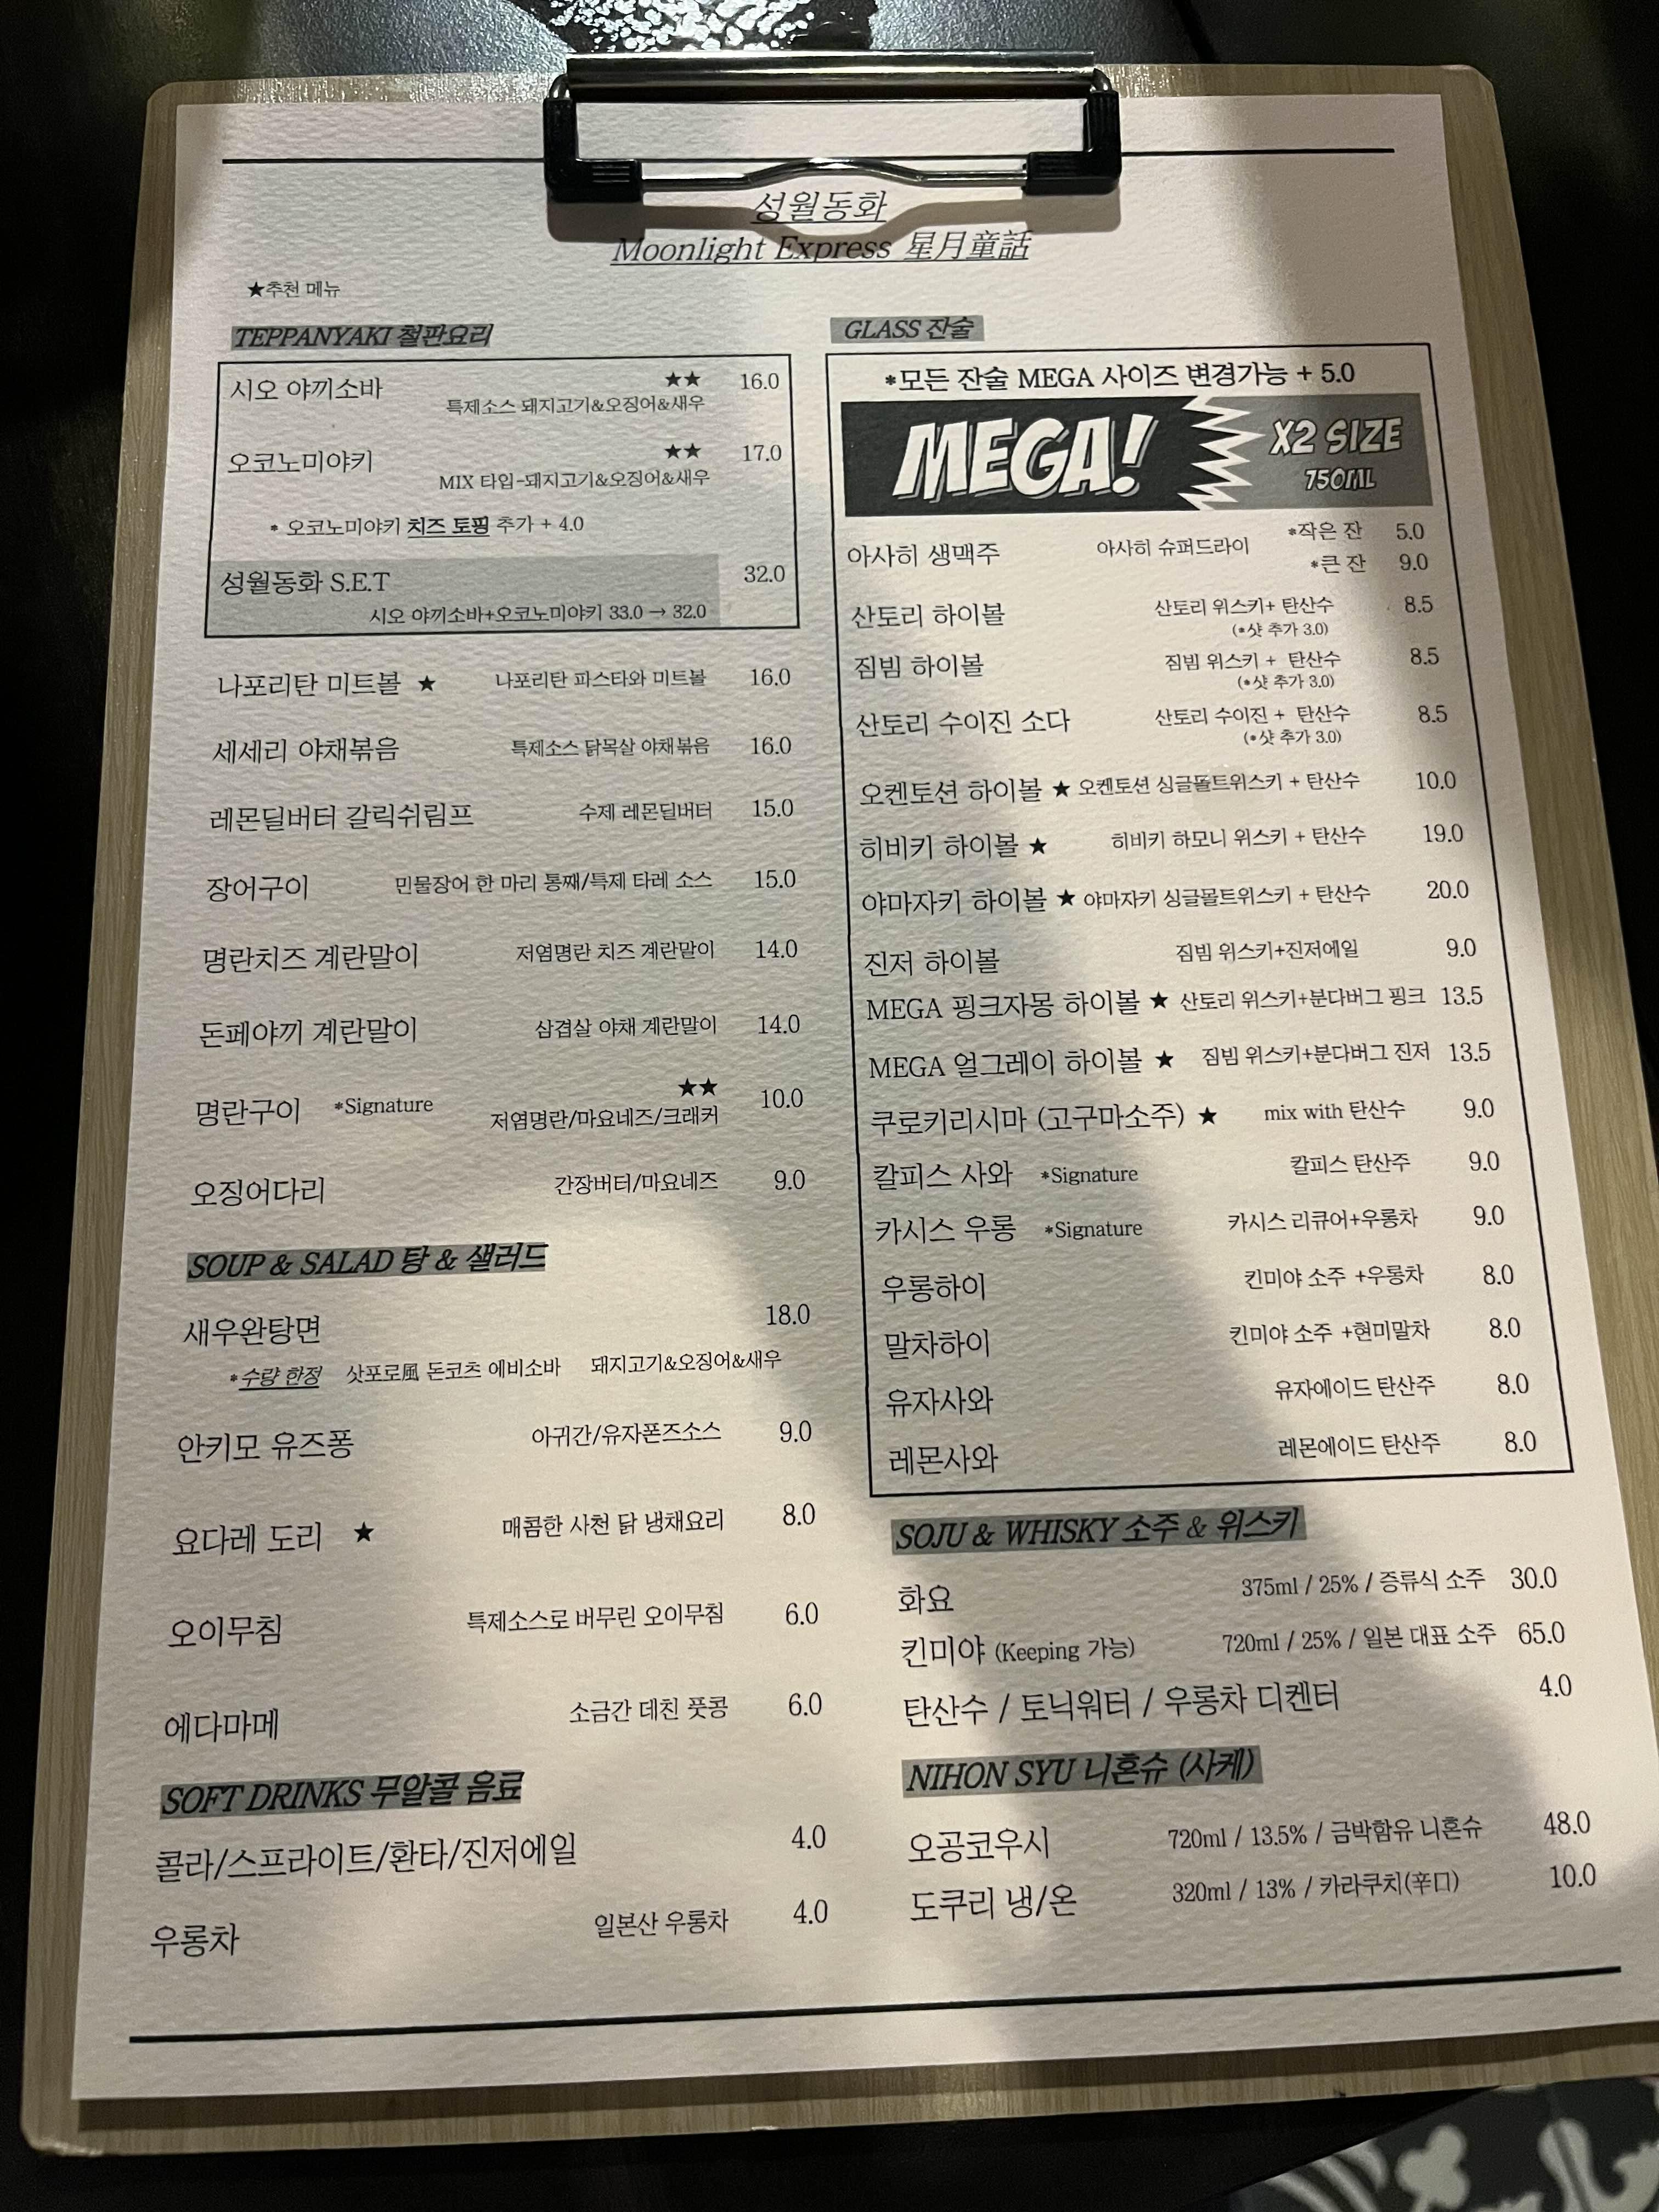 성월동화
Moonlight Express 星月童話
★추천 메뉴
TEPPANYAKI 철판요리
시오 야끼소바 ★★ 16.0
특제소스 돼지고기&오징어&새우
오코노미야키 ★★ 17.0
MIX 타입-돼지고기&오징어&새우
* 오코노미야키 치즈 토핑 추가 + 4.0
성월동화 S.E.T 32.0
시오 야끼소바+오코노미야키 33.0 → 32.0
나포리탄 미트볼 ★ 나포리탄 파스타와 미트볼 16.0
세세리 야채볶음 특제소스 닭목살 야채볶음 16.0
레몬딜버터 갈릭쉬림프 수제 레몬딜버터 15.0
장어구이 민물장어 한 마리 통째/특제 타레 소스 15.0
명란치즈 계란말이 저염명란 치즈 계란말이 14.0
돈페야끼 계란말이 삼겹살 야채 계란말이 14.0
명란구이 *Signature ★★ 10.0
저염명란/마요네즈/크래커
오징어다리 간장버터/마요네즈 9.0
SOUP & SALAD 탕 & 샐러드
새우완탕면 18.0
*수량 한정 삿포로風 돈코츠 에비소바 돼지고기&오징어&새우
안키모 유즈퐁 아귀간/유자폰즈소스 9.0
요다레 도리 ★ 매콤한 사천 닭 냉채요리 8.0
오이무침 특제소스로 버무린 오이무침 6.0
에다마메 소금간 데친 풋콩 6.0
SOFT DRINKS 무알콜 음료
콜라/스프라이트/환타/진저에일 4.0
우롱차 일본산 우롱차 4.0
GLASS 잔술
*모든 잔술 MEGA 사이즈 변경가능 + 5.0
MEGA! X2 SIZE
750ML
아사히 생맥주 아사히 슈퍼드라이 *작은 잔 5.0
*큰 잔 9.0
산토리 하이볼 산토리 위스키+ 탄산수 8.5
(*샷 추가 3.0)
짐빔 하이볼 짐빔 위스키 + 탄산수 8.5
(*샷 추가 3.0)
산토리 수이진 소다 산토리 수이진 + 탄산수 8.5
(*샷 추가 3.0)
오켄토션 하이볼 ★ 오켄토션 싱글몰트위스키 + 탄산수 10.0
히비키 하이볼 ★ 히비키 하모니 위스키 + 탄산수 19.0
야마자키 하이볼 ★ 야마자키 싱글몰트위스키 + 탄산수 20.0
진저 하이볼 짐빔 위스키+진저에일 9.0
MEGA 핑크자몽 하이볼 ★ 산토리 위스키+분다버그 핑크 13.5
MEGA 얼그레이 하이볼 ★ 짐빔 위스키+분다버그 진저 13.5
쿠로키리시마 (고구마소주) ★ mix with 탄산수 9.0
칼피스 사와 *Signature 칼피스 탄산주 9.0
카시스 우롱 *Signature 카시스 리큐어+우롱차 9.0
우롱하이 킨미야 소주 +우롱차 8.0
말차하이 킨미야 소주 +현미말차 8.0
유자사와 유자에이드 탄산주 8.0
레몬사와 레몬에이드 탄산주 8.0
SOJU & WHISKY 소주 & 위스키
화요 375ml / 25% / 증류식 소주 30.0
킨미야 (Keeping 가능) 720ml / 25% / 일본 대표 소주 65.0
탄산수 / 토닉워터 / 우롱차 디켄터 4.0
NIHON SYU 니혼슈 (사케)
오공코우시 720ml / 13.5% / 금박함유 니혼슈 48.0
도쿠리 냉/온 320ml / 13% / 카라쿠치(辛口) 10.0